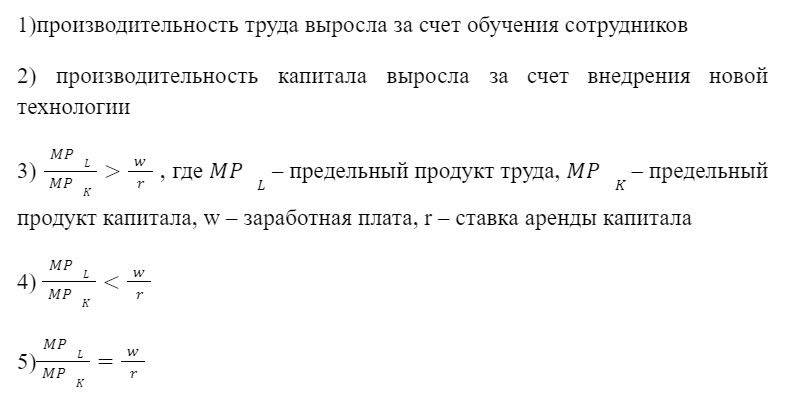 1)производительность труда выросла за счет обучения сотрудников
2) производительность капитала выросла за счет внедрения новой
технологии
3) \frac{MP_L}{MP_K} > \frac{w}{r} , где MP_L – предельный продукт труда, MP_K – предельный
продукт капитала, w – заработная плата, r – ставка аренды капитала
4) \frac{MP_L}{MP_K} < \frac{w}{r}
5) \frac{MP_L}{MP_K} = \frac{w}{r}